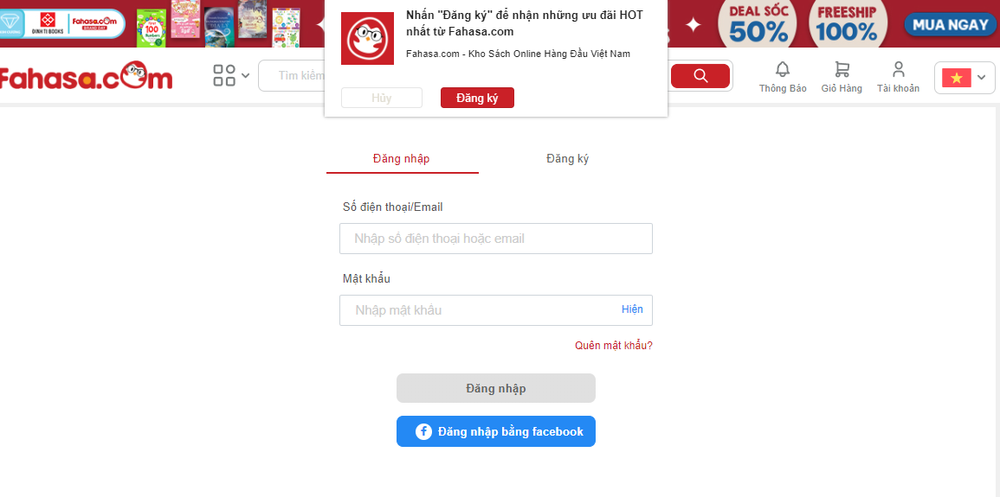 DINH TI BOOKS
Fahasa.com
BRAND DAY
First
100
Numbers
DEAL SỐC
50%
FREESHIP
100%
MUA NGAY
Nhấn "Đăng ký" để nhận những ưu đãi HOT
nhất từ Fahasa.com
Fahasa.com - Kho Sách Online Hàng Đầu Việt Nam
Hủy
Đăng ký
Fahasa.com
Tìm kiếm
Thông Báo
Giỏ Hàng
Tài khoản
Đăng nhập
Đăng ký
Số điện thoại/Email
Nhập số điện thoại hoặc email
Mật khẩu
Nhập mật khẩu
Hiện
Quên mật khẩu?
Đăng nhập
Đăng nhập bằng facebook